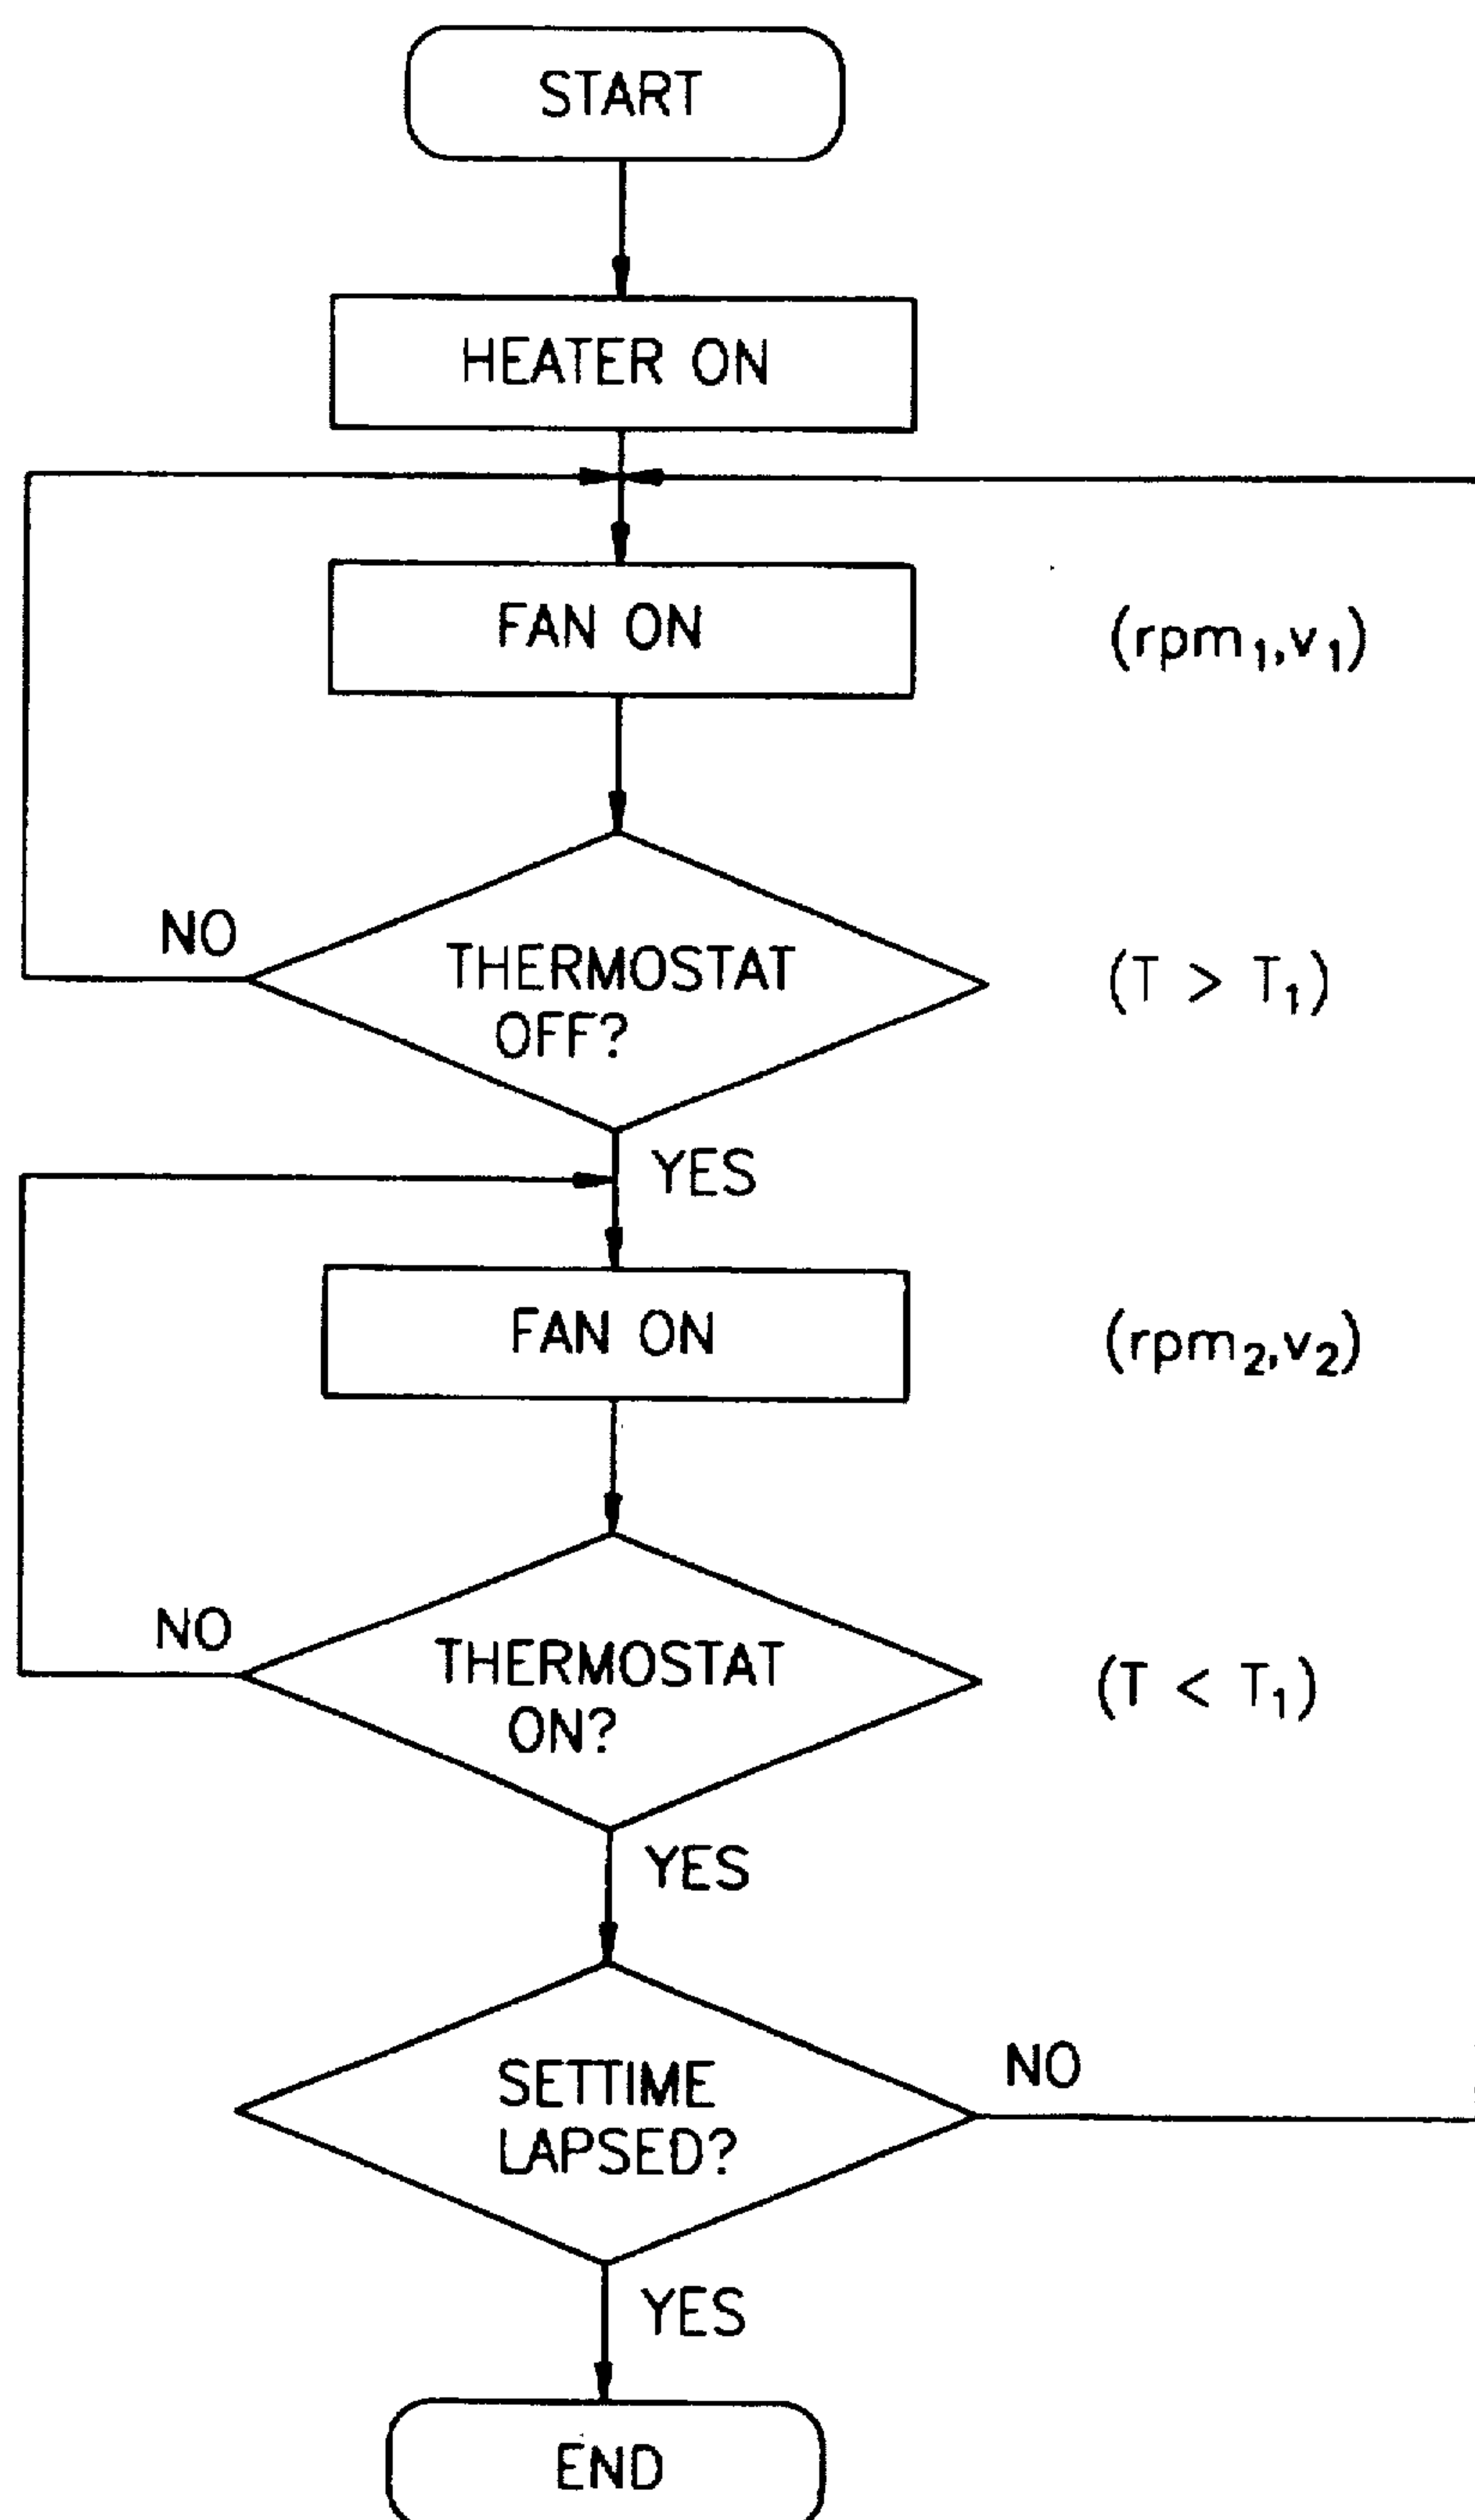 START
HEATER ON
FAN ON
(rpm₁,v₁)
NO
THERMOSTAT
OFF?
(T > T₁)
YES
FAN ON
(rpm₂,v₂)
NO
THERMOSTAT
ON?
(T < T₁)
YES
SETTIME
LAPSED?
NO
YES
END